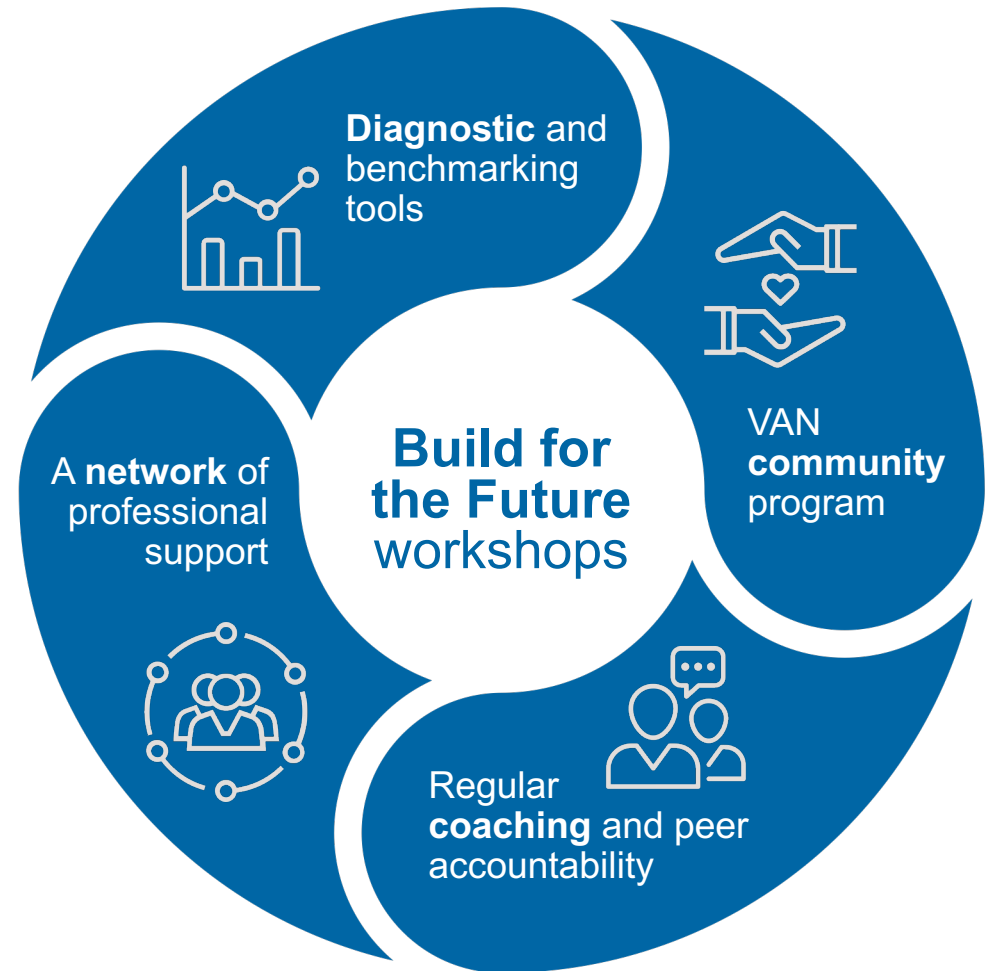 Diagnostic and
benchmarking
tools
VAN
community
program
Build for
the Future
workshops
A network of
professional
support
Regular
coaching and peer
accountability